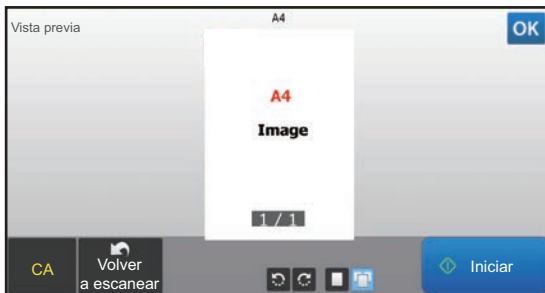 A4
Vista previa
OK
A4
Image
1 / 1
CA
Volver
a escanear
Iniciar